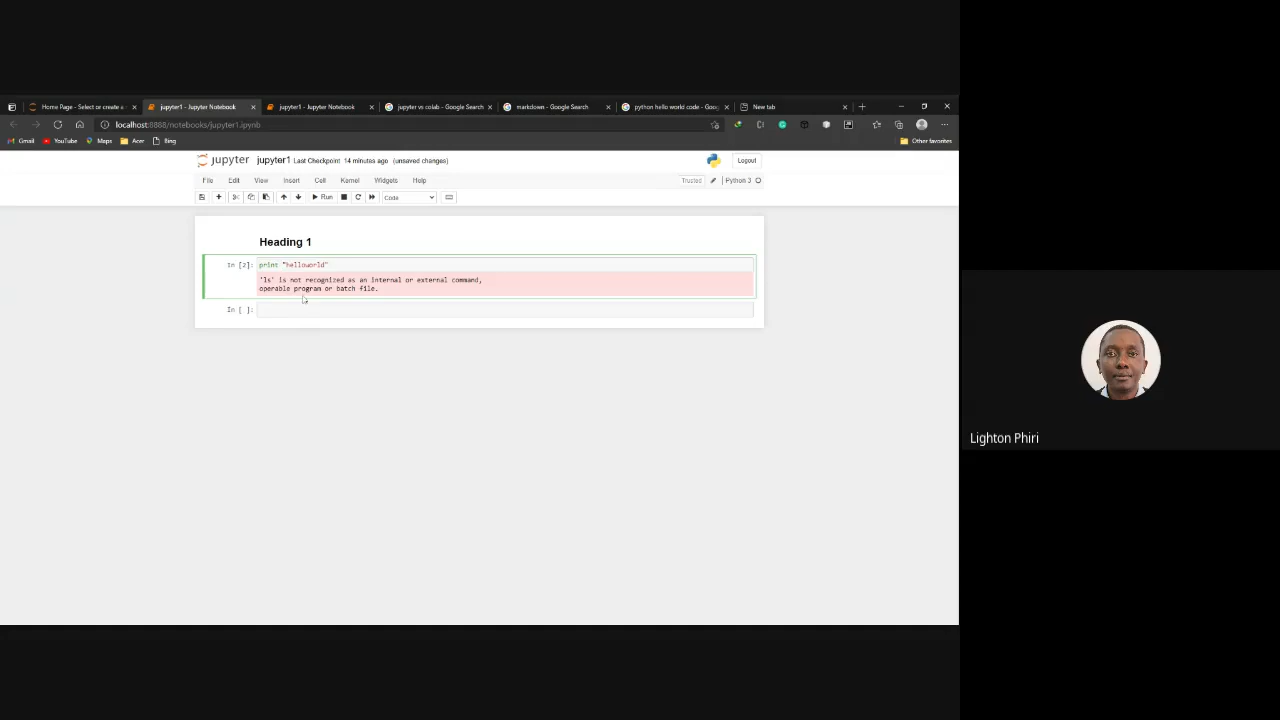 Home Page - Select or create a
jupyter1 - Jupyter Notebook
jupyter1 - Jupyter Notebook
jupyter vs colab - Google Search
markdown - Google Search
python hello world code - Goog
New tab
localhost:8888/notebooks/jupyter1.ipynb
Gmail
YouTube
Maps
Acer
Bing
Other favorites
jupyter
jupyter1
Last Checkpoint 14 minutes ago (unsaved changes)
Logout
File Edit View Insert Cell Kernel Widgets Help
Trusted
Python 3
Run
Code
Heading 1
In [2]: print "helloworld"
'ls' is not recognized as an internal or external command,
operable program or batch file.
In [ ]:
Lighton Phiri